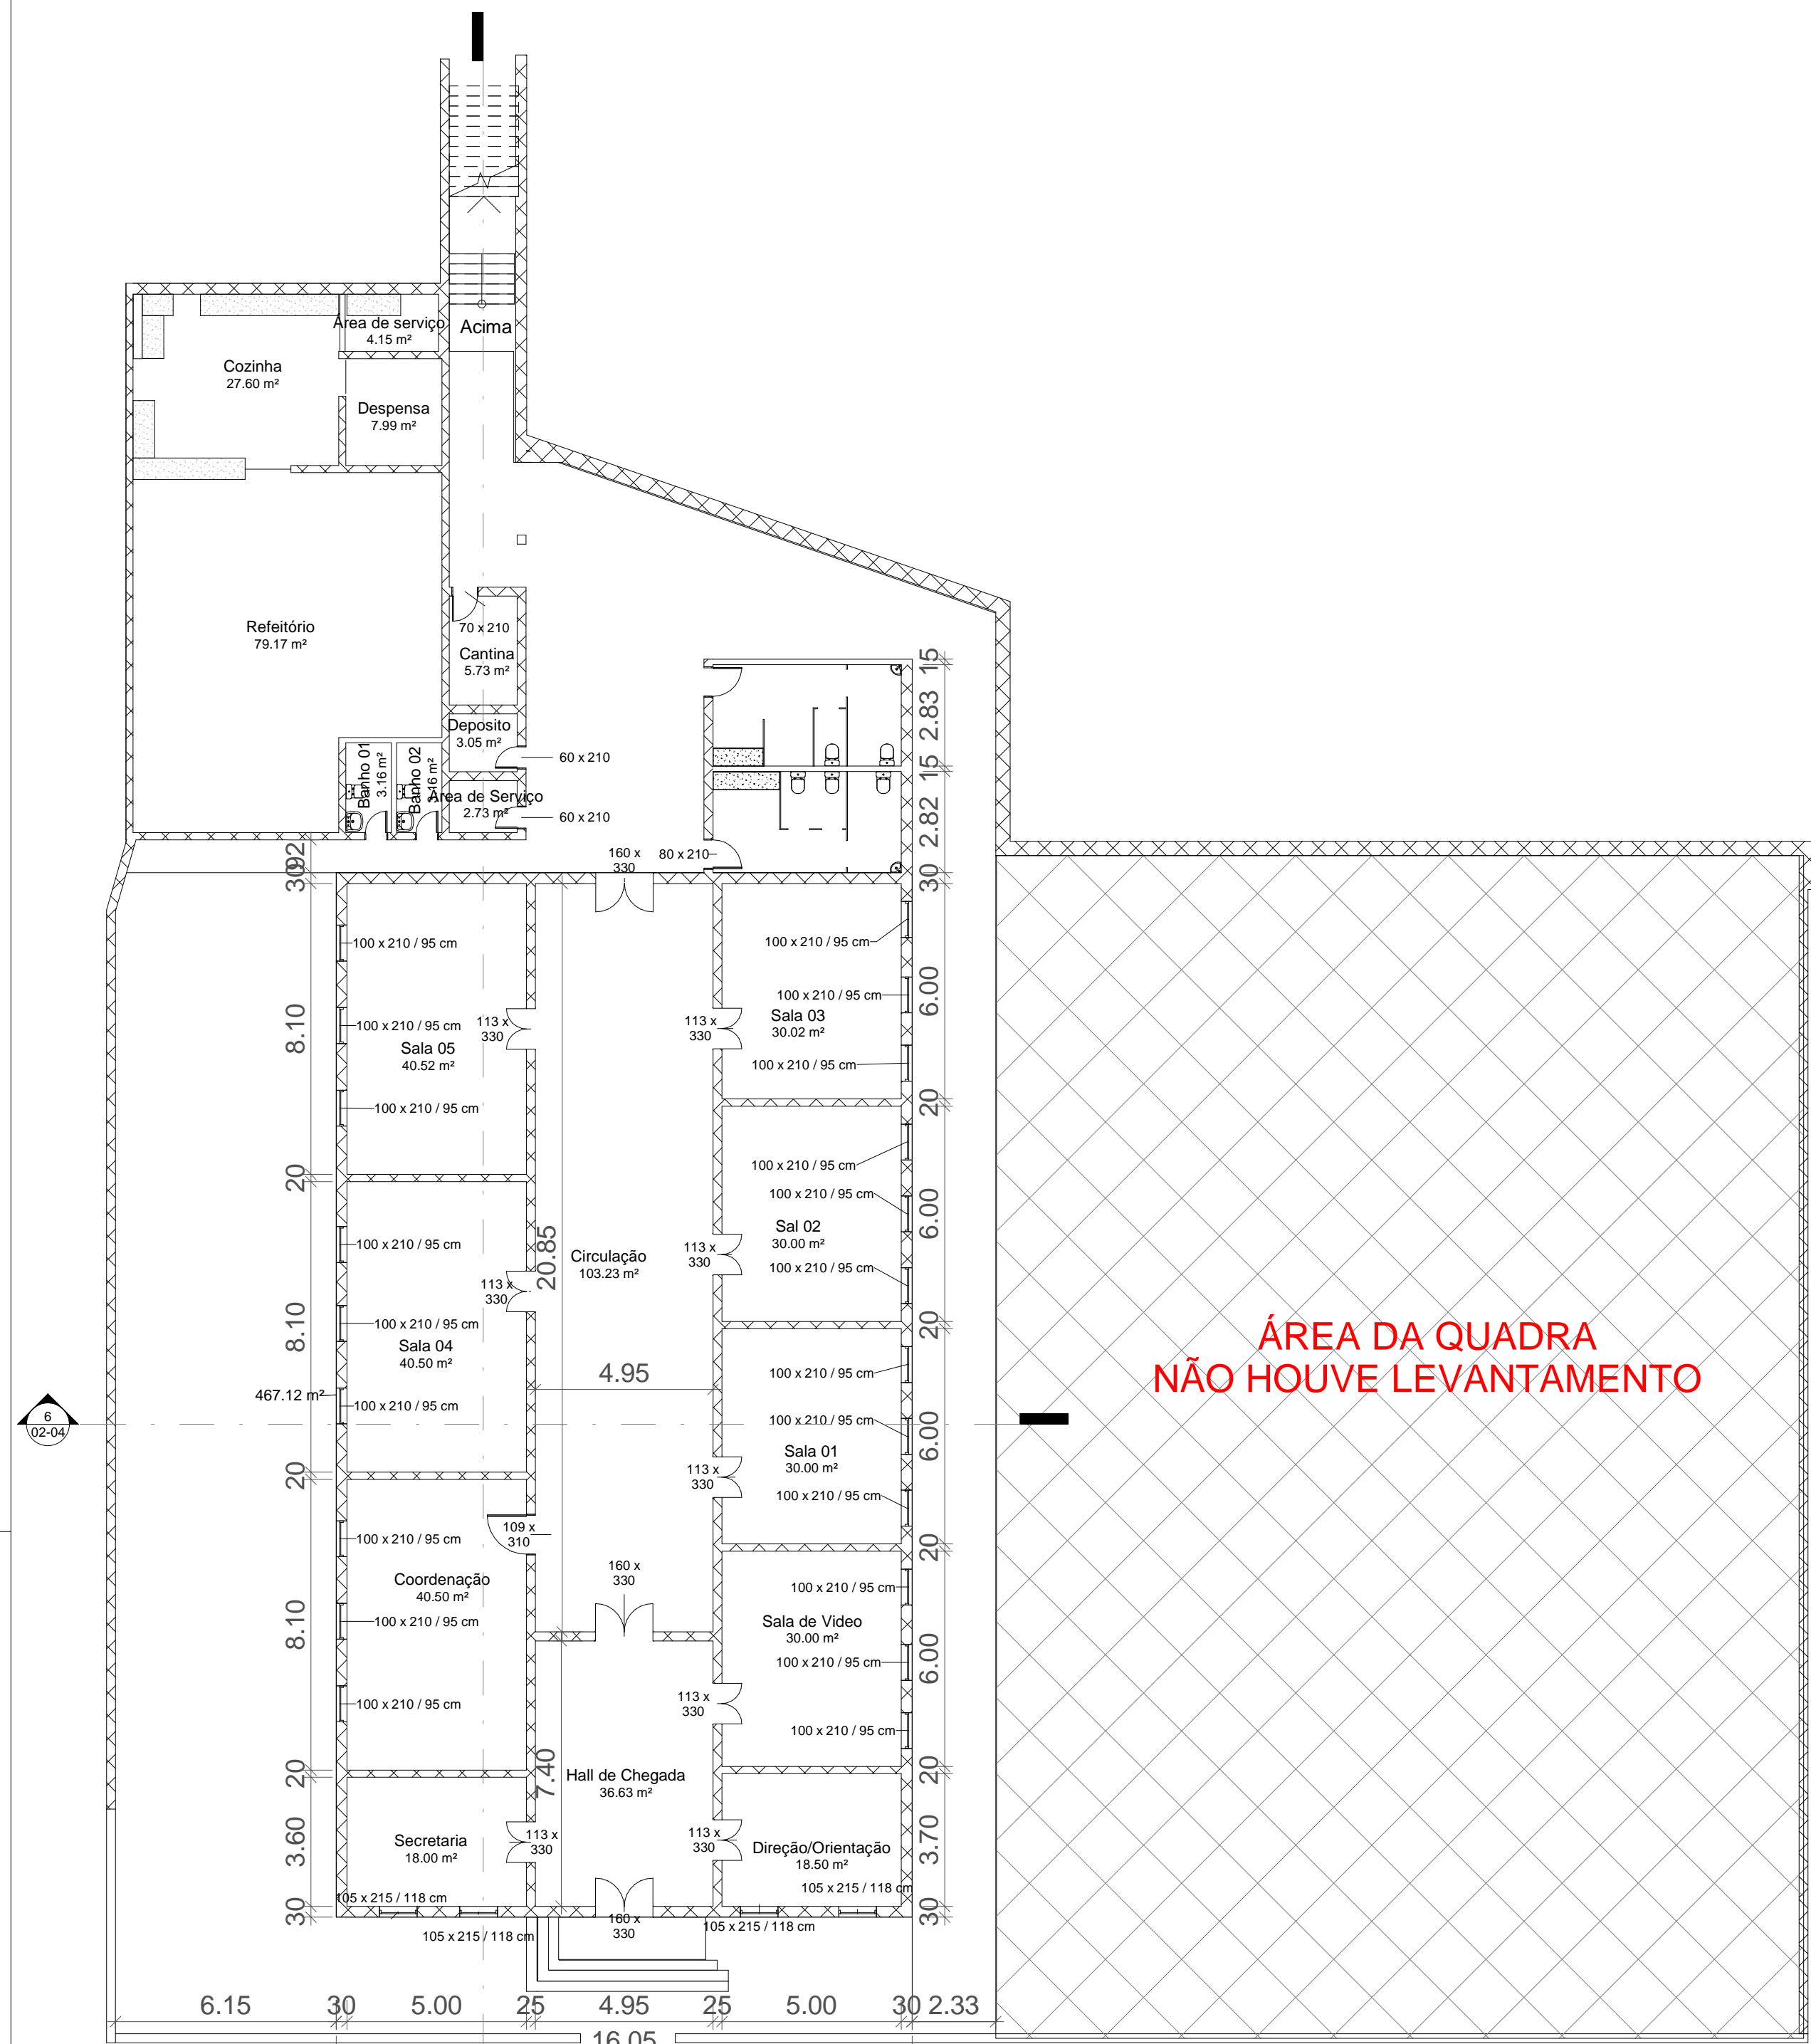 Área de serviço
4.15 m²
Acima
Cozinha
27.60 m²
Despensa
7.99 m²
Refeitório
79.17 m²
70 x 210
Cantina
5.73 m²
Deposito
3.05 m²
60 x 210
Banho 01
3.16 m²
Banho 02
3.16 m²
Área de Serviço
2.73 m²
60 x 210
15
2.83
15
2.82
30
92
30
160 x
330
80 x 210
100 x 210 / 95 cm
100 x 210 / 95 cm
100 x 210 / 95 cm
6.00
8.10
100 x 210 / 95 cm
Sala 05
40.52 m²
113 x
330
113 x
330
Sala 03
30.02 m²
100 x 210 / 95 cm
100 x 210 / 95 cm
20
20
100 x 210 / 95 cm
100 x 210 / 95 cm
6.00
Sal 02
30.00 m²
100 x 210 / 95 cm
20.85
Circulação
103.23 m²
113 x
330
100 x 210 / 95 cm
113 x
330
8.10
100 x 210 / 95 cm
Sala 04
40.50 m²
20
ÁREA DA QUADRA
NÃO HOUVE LEVANTAMENTO
4.95
100 x 210 / 95 cm
467.12 m²
100 x 210 / 95 cm
100 x 210 / 95 cm
6.00
6
02-04
Sala 01
30.00 m²
113 x
330
20
100 x 210 / 95 cm
100 x 210 / 95 cm
109 x
310
20
160 x
330
Coordenação
40.50 m²
100 x 210 / 95 cm
8.10
100 x 210 / 95 cm
Sala de Video
30.00 m²
6.00
100 x 210 / 95 cm
100 x 210 / 95 cm
113 x
330
100 x 210 / 95 cm
20
20
7.40
Hall de Chegada
36.63 m²
3.60
Secretaria
18.00 m²
113 x
330
113 x
330
Direção/Orientação
18.50 m²
3.70
105 x 215 / 118 cm
105 x 215 / 118 cm
30
30
105 x 215 / 118 cm
160 x
330
105 x 215 / 118 cm
6.15
30
5.00
25
4.95
25
5.00
30
2.33
16.05